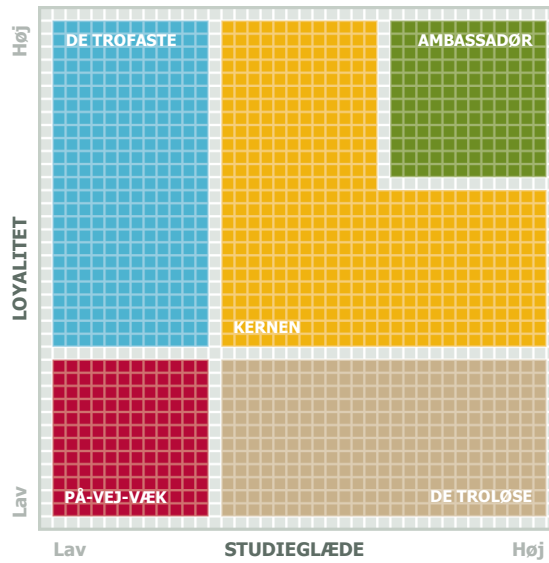 Høj
DE TROFASTE
AMBASSADØR
LOYALITET
KERNEN
Lav
PÅ-VEJ-VÆK
DE TROLØSE
Lav
STUDIEGLÆDE
Høj